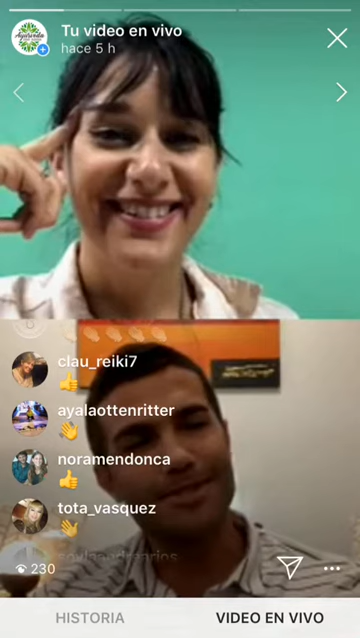 Tu video en vivo
hace 5 h
clau_reiki7
ayalaottenritter
noramendonca
tota_vasquez
230
HISTORIA
VIDEO EN VIVO